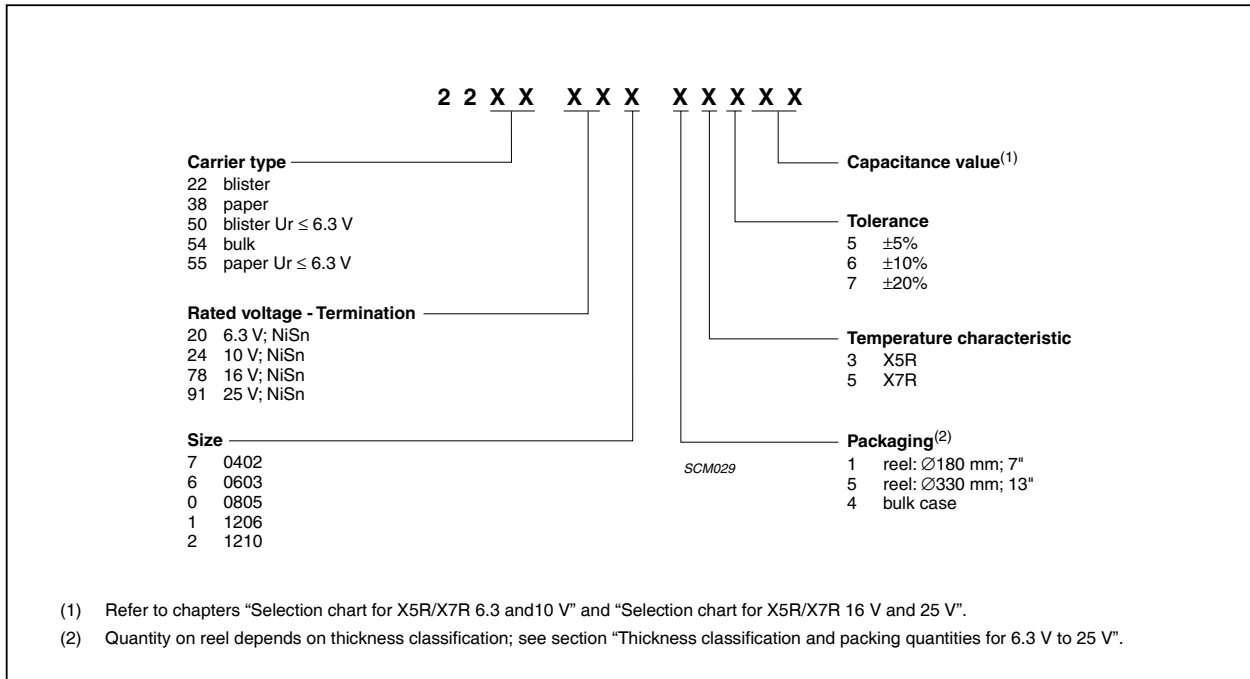 2 2 X X X X X X X X X X
Carrier type
22 blister
38 paper
50 blister Ur ≤ 6.3 V
54 bulk
55 paper Ur ≤ 6.3 V
Rated voltage - Termination
20 6.3 V; NiSn
24 10 V; NiSn
78 16 V; NiSn
91 25 V; NiSn
Size
7 0402
6 0603
0 0805
1 1206
2 1210
Capacitance value(1)
Tolerance
5 ±5%
6 ±10%
7 ±20%
Temperature characteristic
3 X5R
5 X7R
Packaging(2)
1 reel: ∅180 mm; 7"
5 reel: ∅330 mm; 13"
4 bulk case
SCM029
(1) Refer to chapters “Selection chart for X5R/X7R 6.3 and10 V” and “Selection chart for X5R/X7R 16 V and 25 V”.
(2) Quantity on reel depends on thickness classification; see section “Thickness classification and packing quantities for 6.3 V to 25 V”.